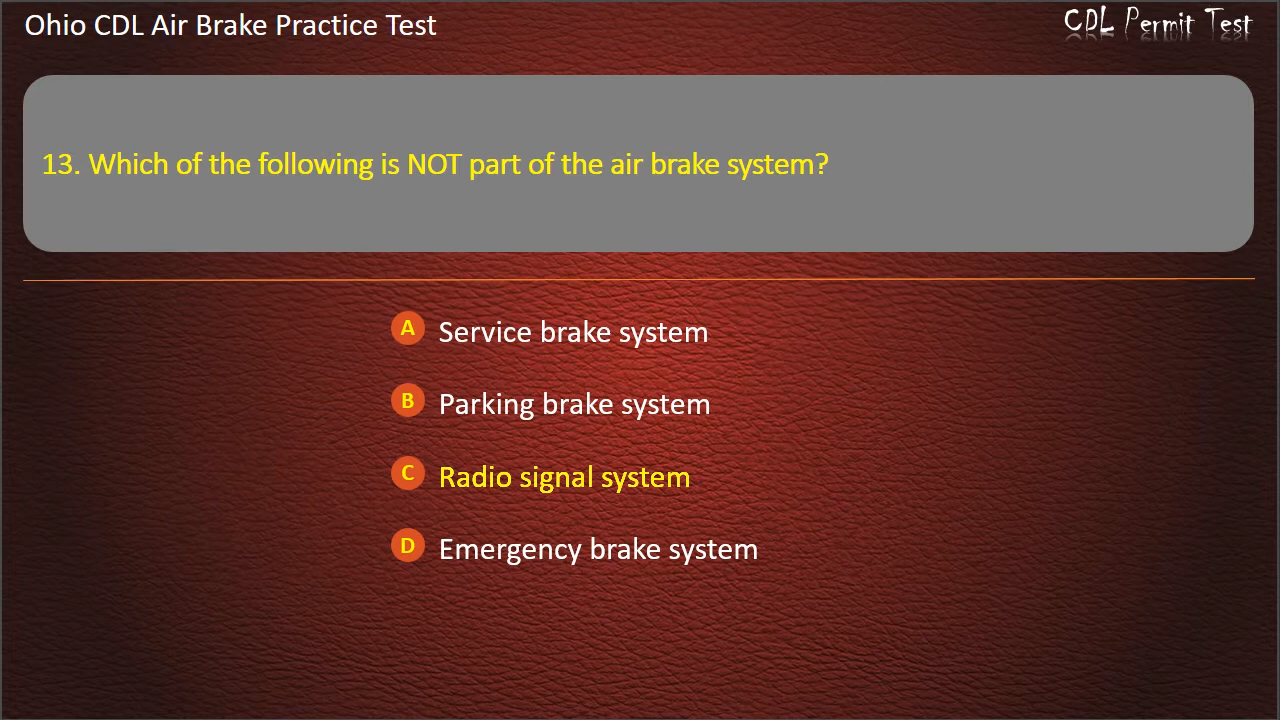 Ohio CDL Air Brake Practice Test
CDL Permit Test
13. Which of the following is NOT part of the air brake system?
A Service brake system
B Parking brake system
C Radio signal system
D Emergency brake system